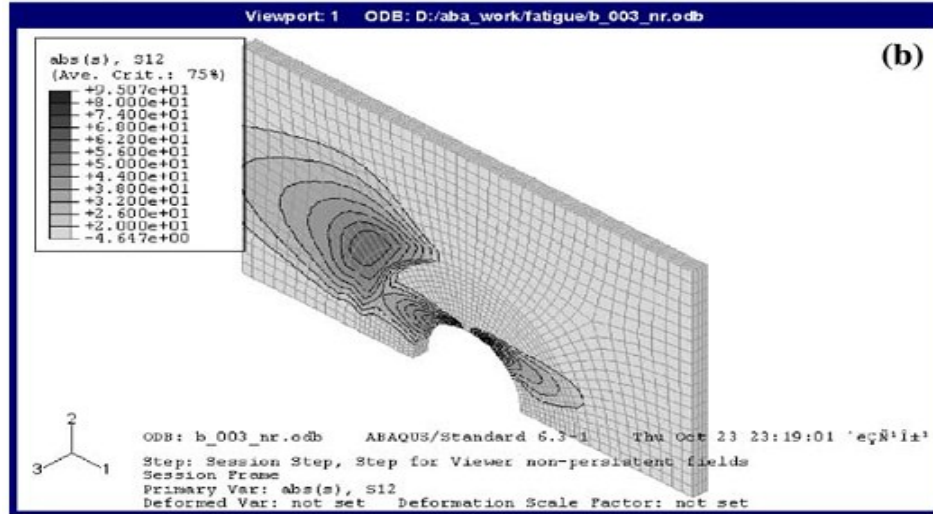 Viewport: 1 ODB: D:/aba_work/fatigue/b_003_nr.odb
(b)
abs(s), S12
(Ave. Crit.: 75%)
+9.507e+01
+8.000e+01
+7.400e+01
+6.800e+01
+6.200e+01
+5.600e+01
+5.000e+01
+4.400e+01
+3.800e+01
+3.200e+01
+2.600e+01
+2.000e+01
-4.647e+00
2
3 1
ODB: b_003_nr.odb ABAQUS/Standard 6.3-1 Thu Oct 23 23:19:01
Step: Session Step, Step for Viewer non-persistent fields
Session Frame
Primary Var: abs(s), S12
Deformed Var: not set Deformation Scale Factor: not set